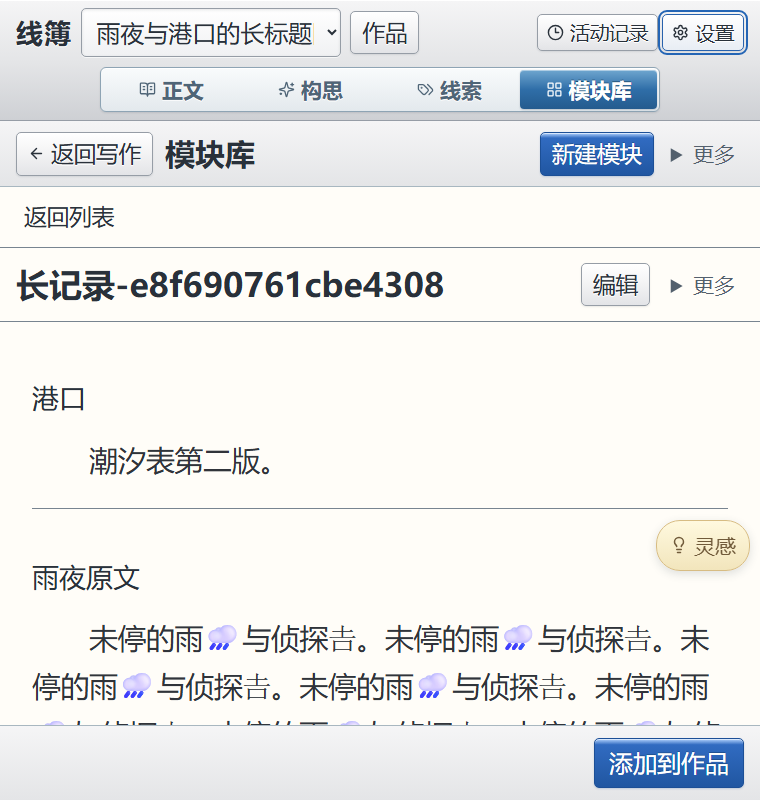 线簿 雨夜与港口的长标题 作品 活动记录 设置
正文 构思 线索 模块库
返回写作 模块库 新建模块 更多
返回列表
长记录-e8f690761cbe4308 编辑 更多
港口
潮汐表第二版。
雨夜原文
灵感
未停的雨🌧️与侦探𠮷。未停的雨🌧️与侦探𠮷。未
停的雨🌧️与侦探𠮷。未停的雨🌧️与侦探𠮷。未停的雨
添加到作品